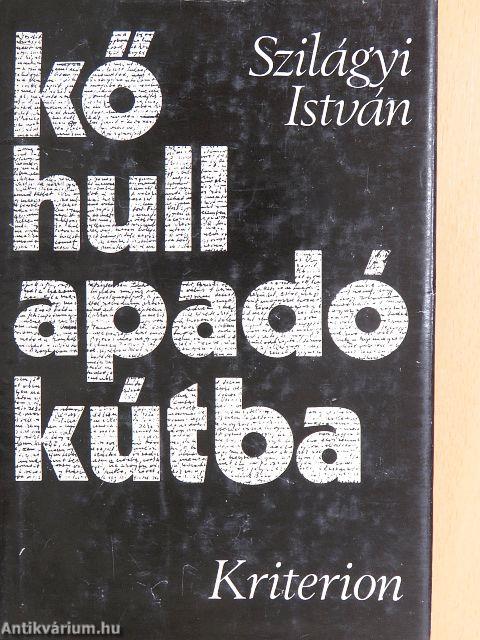 kő
hull
apadó
kútba
Szilágyi
István
Kriterion
Antikvárium.hu